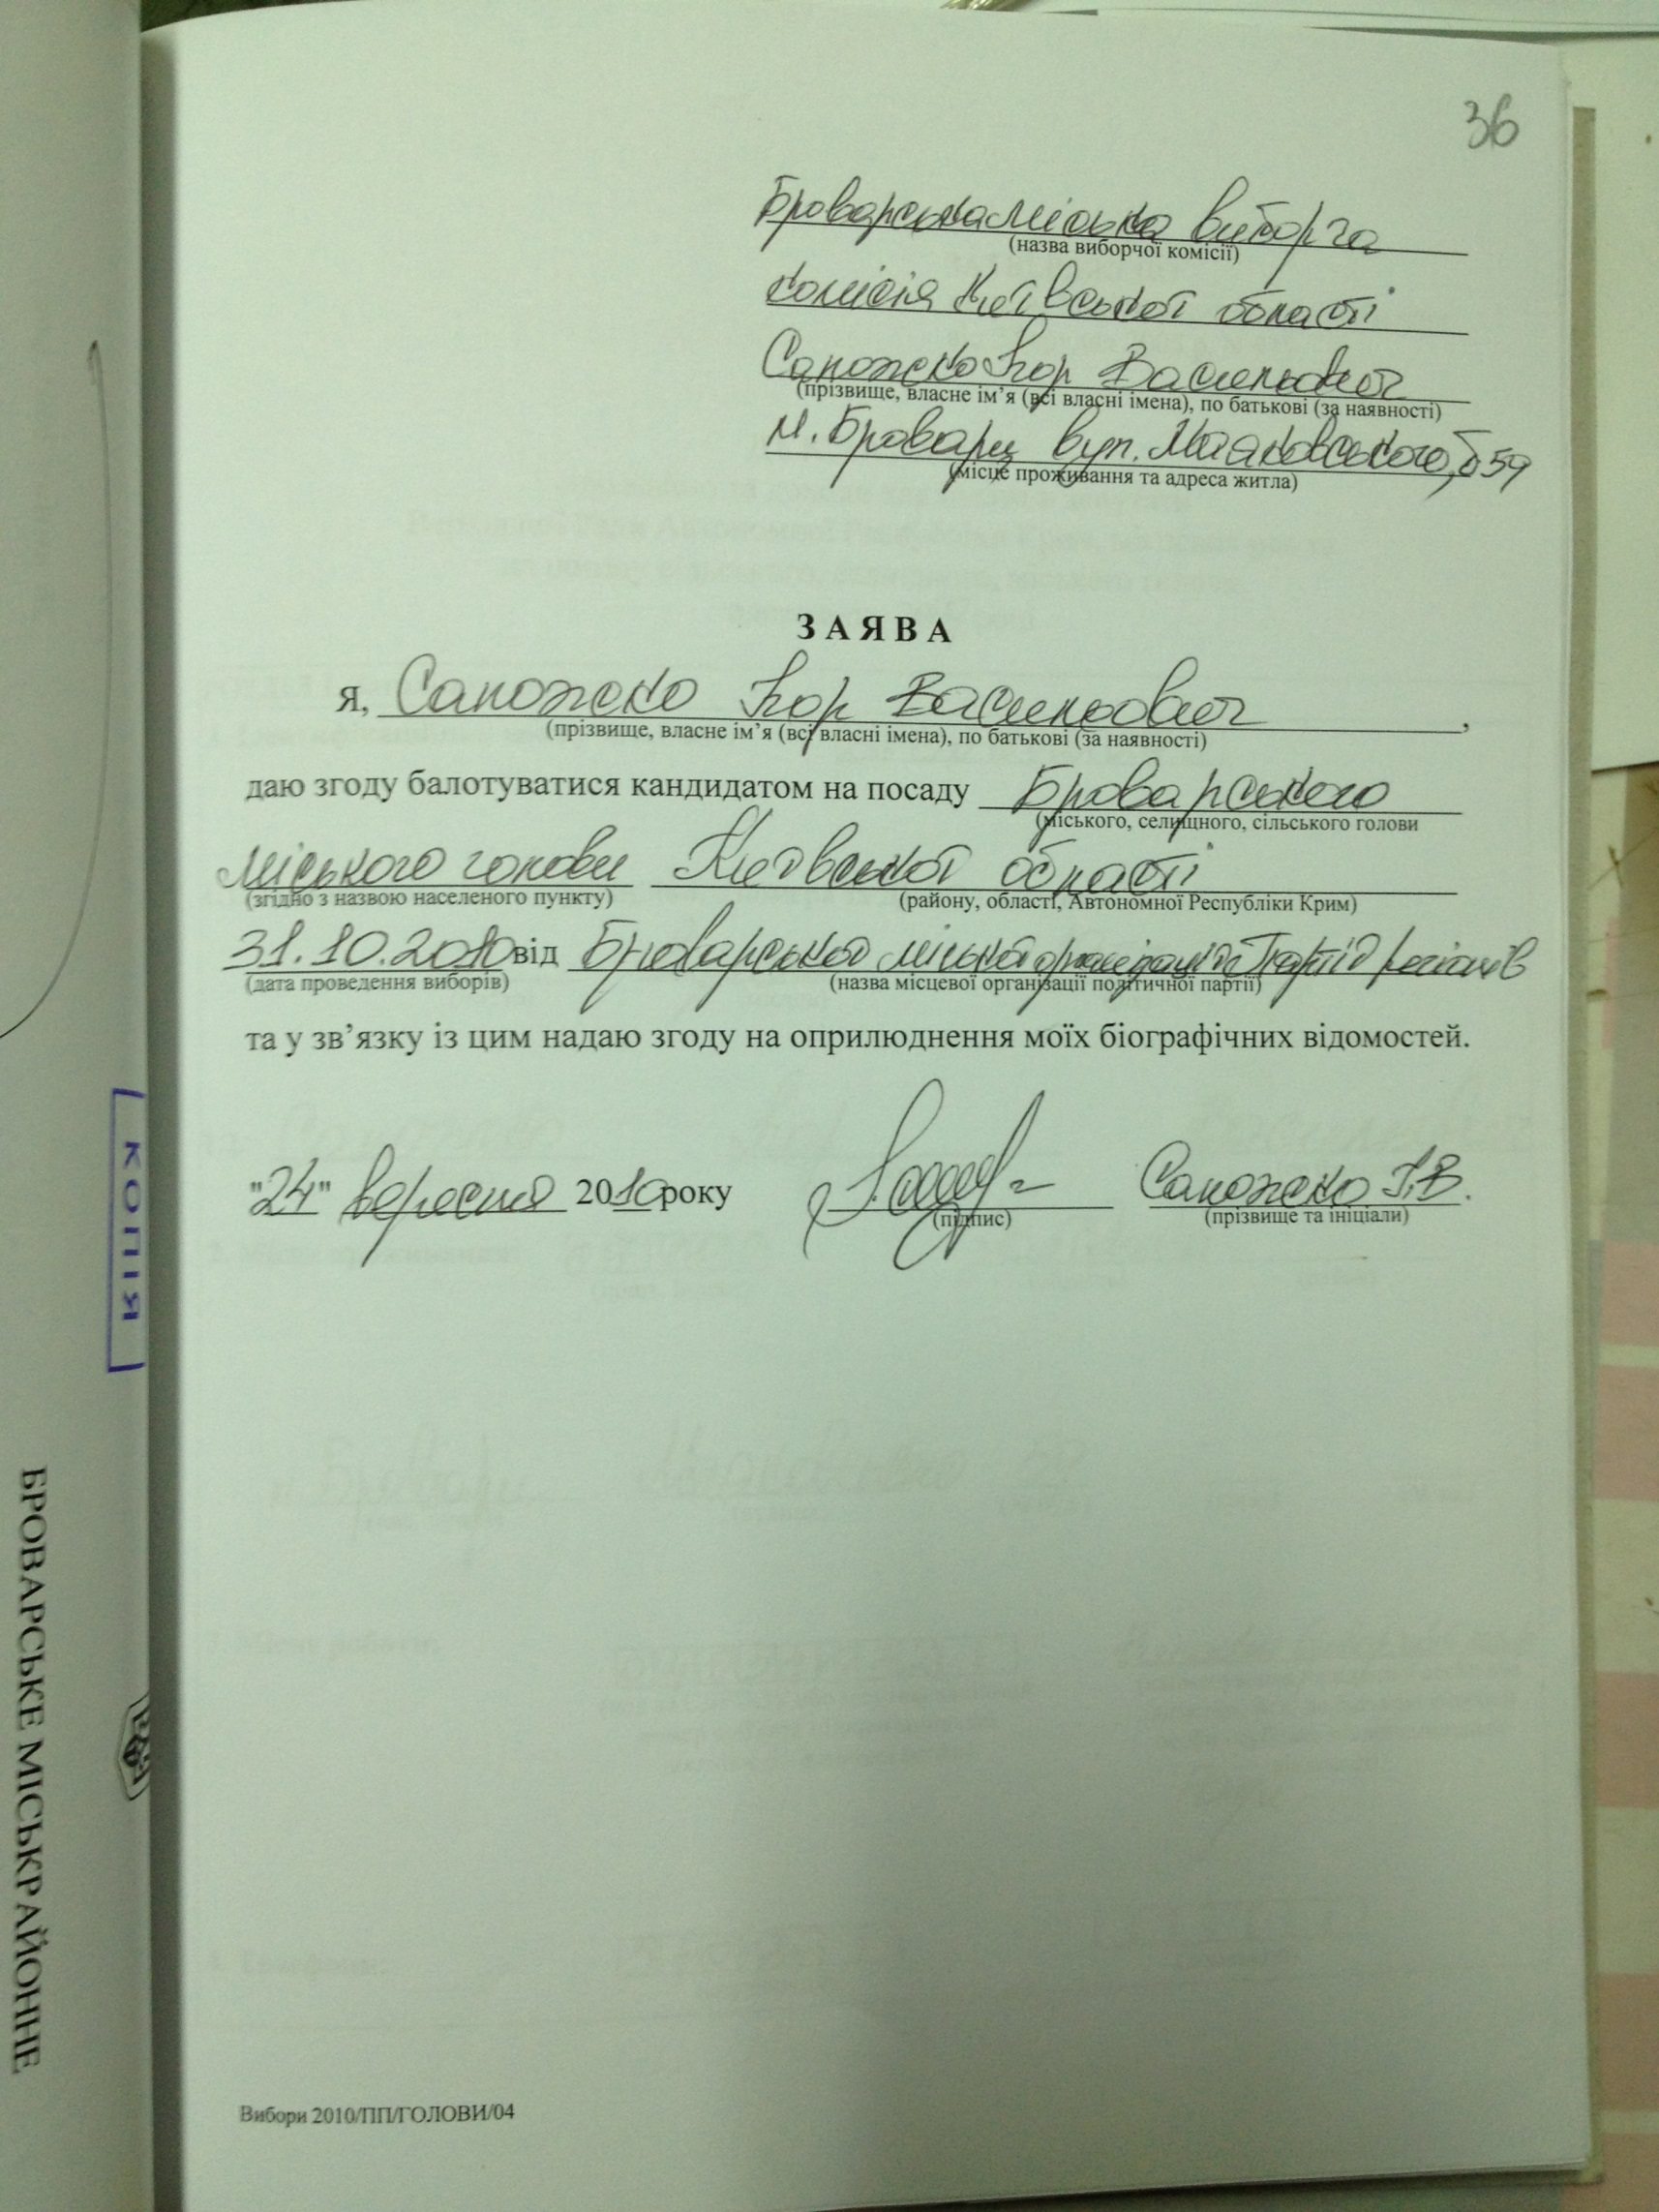 36
Броварська міська виборча
(назва виборчої комісії)
комісія Київської області
Сапожко Ігор Васильович
(прізвище, власне ім’я (всі власні імена), по батькові (за наявності)
м. Бровари вул. Маяковського, б 59
(місце проживання та адреса житла)
ЗАЯВА
Я, Сапожко Ігор Васильович,
(прізвище, власне ім’я (всі власні імена), по батькові (за наявності)
даю згоду балотуватися кандидатом на посаду Броварського
(міського, селищного, сільського голови
міського голови Київської області
(згідно з назвою населеного пункту) (району, області, Автономної Республіки Крим)
31.10.2010 від Броварської міської організації Партії регіонів
(дата проведення виборів) (назва місцевої організації політичної партії)
та у зв’язку із цим надаю згоду на оприлюднення моїх біографічних відомостей.
"24" вересня 2010 року Сапожко І.В.
(підпис) (прізвище та ініціали)
Вибори 2010/ПП/ГОЛОВИ/04
КОПІЯ
БРОВАРСЬКЕ МІСЬКРАЙОННЕ